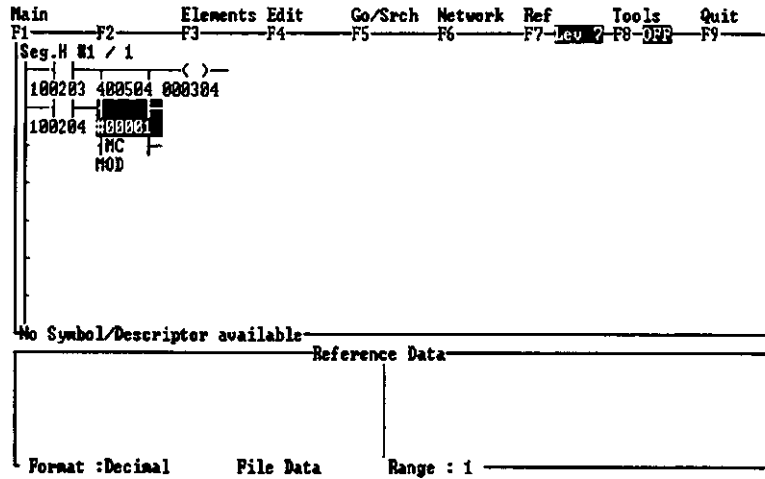 Main Elements Edit Go/Srch Network Ref Tools Quit
F1 F2 F3 F4 F5 F6 F7 Lev ? F8 OFF F9
Seg.H #1 / 1
( )
100203 400504 000304
100204 #00001
MC
MOD
No Symbol/Descriptor available
Reference Data
Format :Decimal File Data Range : 1